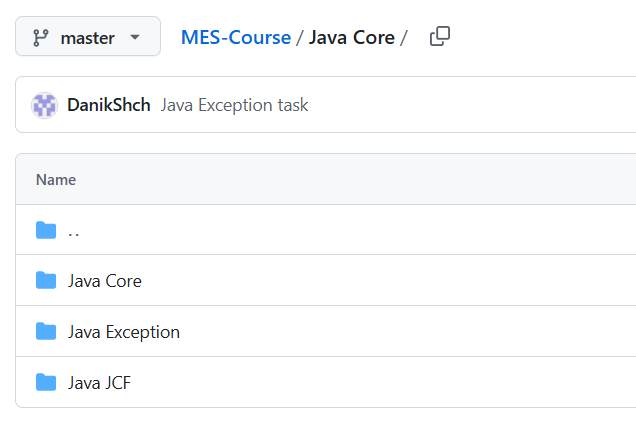 master MES-Course / Java Core /
DanikShch Java Exception task
Name
..
Java Core
Java Exception
Java JCF